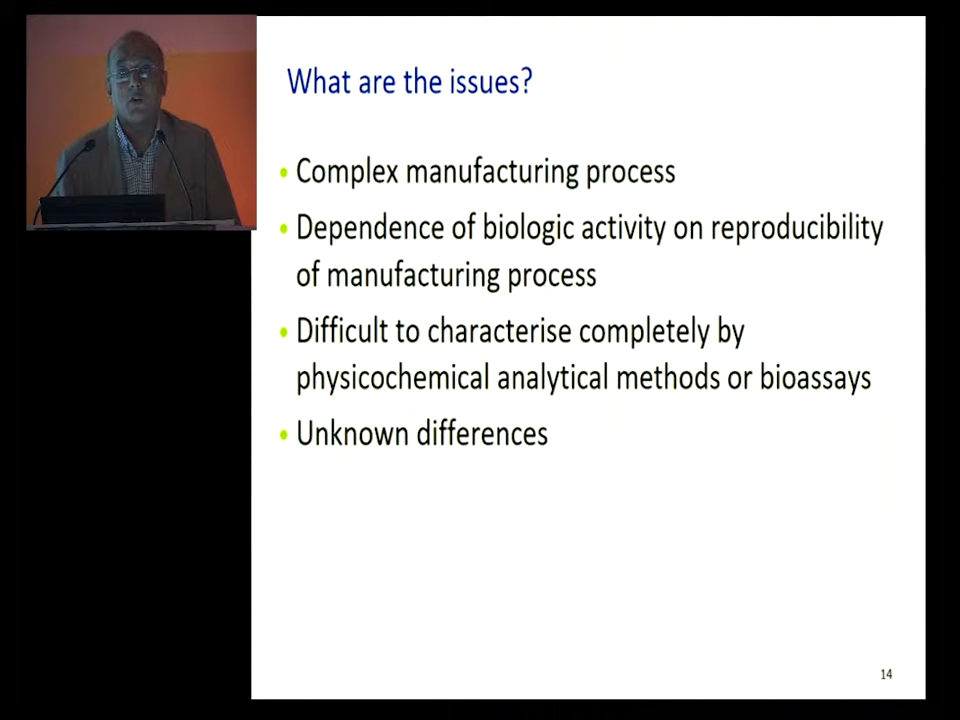 What are the issues?
• Complex manufacturing process
• Dependence of biologic activity on reproducibility
of manufacturing process
• Difficult to characterise completely by
physicochemical analytical methods or bioassays
• Unknown differences
14